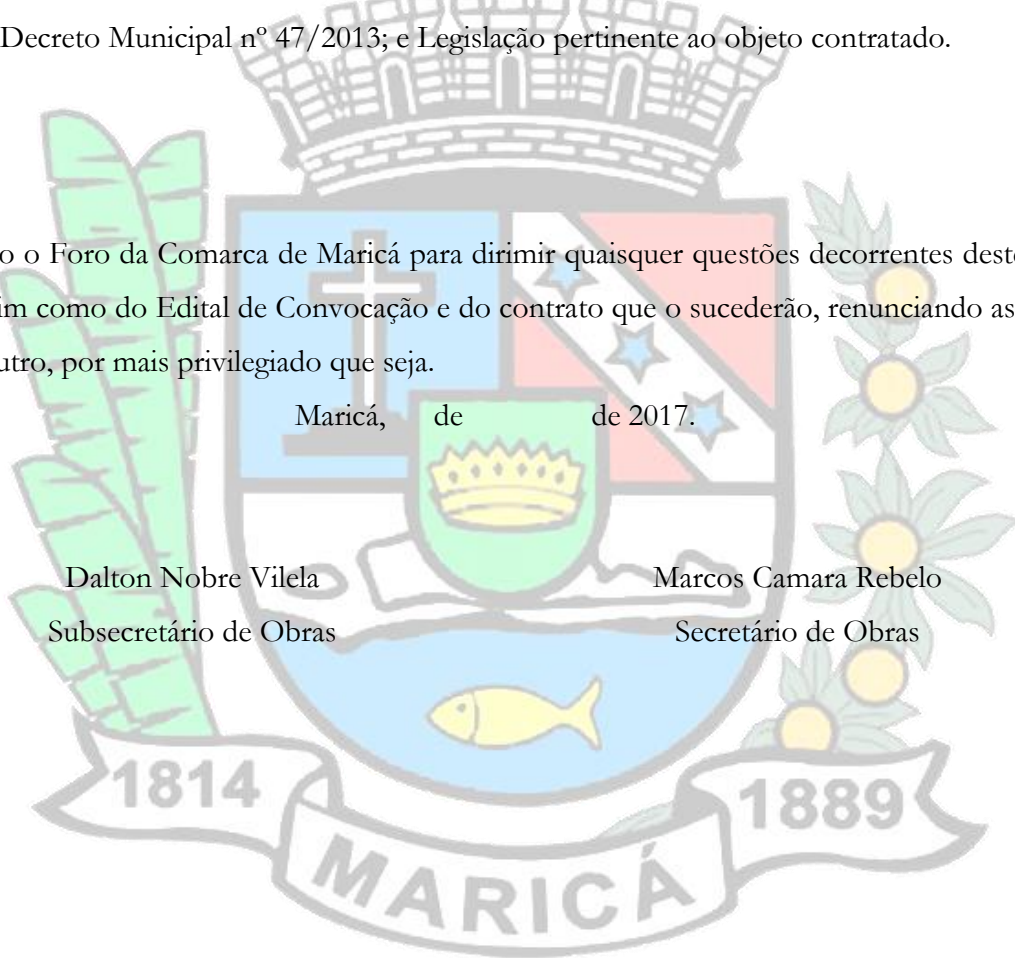 Decreto Municipal nº 47/2013; e Legislação pertinente ao objeto contratado.
o o Foro da Comarca de Maricá para dirimir quaisquer questões decorrentes deste
im como do Edital de Convocação e do contrato que o sucederão, renunciando as
utro, por mais privilegiado que seja.
Maricá, de de 2017.
Dalton Nobre Vilela Marcos Camara Rebelo
Subsecretário de Obras Secretário de Obras
1814 1889
MARICÁ